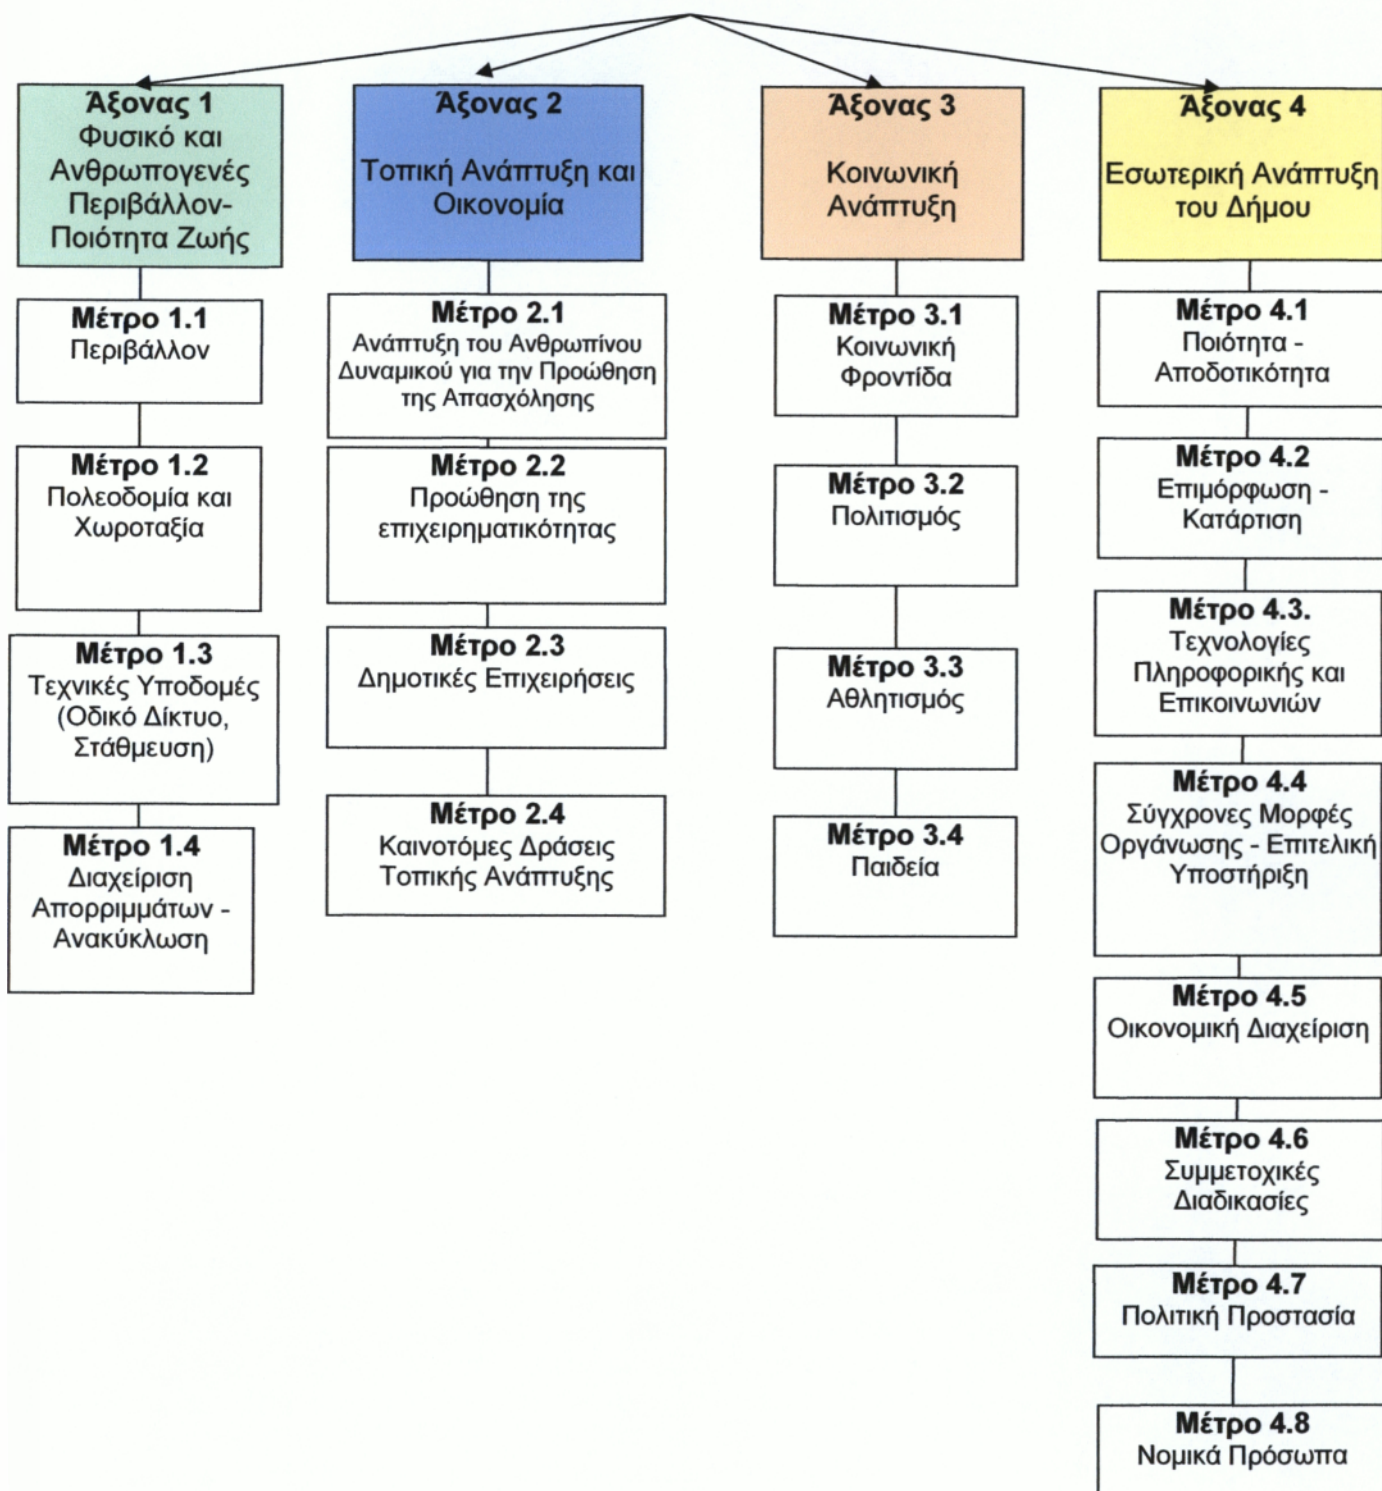 Άξονας 1
Φυσικό και
Ανθρωπογενές
Περιβάλλον-
Ποιότητα Ζωής
Μέτρο 1.1
Περιβάλλον
Μέτρο 1.2
Πολεοδομία και
Χωροταξία
Μέτρο 1.3
Τεχνικές Υποδομές
(Οδικό Δίκτυο,
Στάθμευση)
Μέτρο 1.4
Διαχείριση
Απορριμμάτων -
Ανακύκλωση
Άξονας 2
Τοπική Ανάπτυξη και
Οικονομία
Μέτρο 2.1
Ανάπτυξη του Ανθρωπίνου
Δυναμικού για την Προώθηση
της Απασχόλησης
Μέτρο 2.2
Προώθηση της
επιχειρηματικότητας
Μέτρο 2.3
Δημοτικές Επιχειρήσεις
Μέτρο 2.4
Καινοτόμες Δράσεις
Τοπικής Ανάπτυξης
Άξονας 3
Κοινωνική
Ανάπτυξη
Μέτρο 3.1
Κοινωνική
Φροντίδα
Μέτρο 3.2
Πολιτισμός
Μέτρο 3.3
Αθλητισμός
Μέτρο 3.4
Παιδεία
Άξονας 4
Εσωτερική Ανάπτυξη
του Δήμου
Μέτρο 4.1
Ποιότητα -
Αποδοτικότητα
Μέτρο 4.2
Επιμόρφωση -
Κατάρτιση
Μέτρο 4.3.
Τεχνολογίες
Πληροφορικής και
Επικοινωνιών
Μέτρο 4.4
Σύγχρονες Μορφές
Οργάνωσης - Επιτελική
Υποστήριξη
Μέτρο 4.5
Οικονομική Διαχείριση
Μέτρο 4.6
Συμμετοχικές
Διαδικασίες
Μέτρο 4.7
Πολιτική Προστασία
Μέτρο 4.8
Νομικά Πρόσωπα